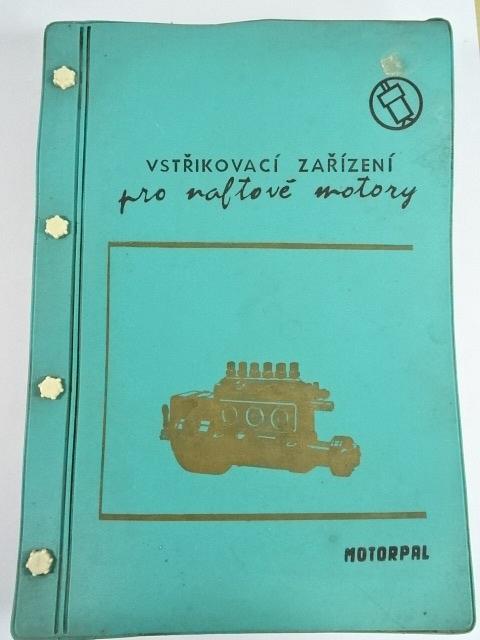 VSTŘIKOVACÍ ZAŘÍZENÍ
pro naftové motory
MOTORPAL